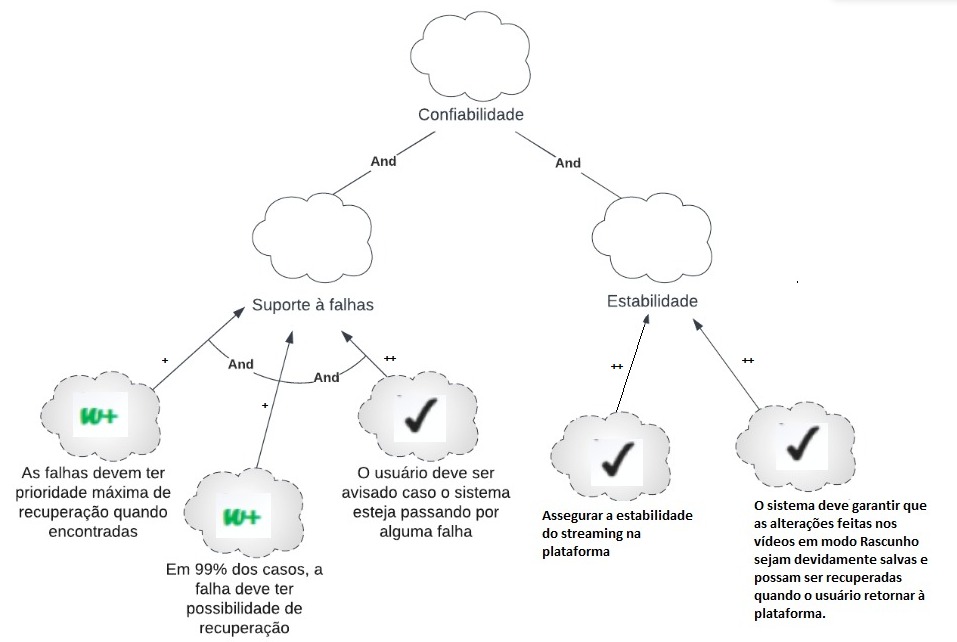 Confiabilidade
And
And
Suporte à falhas
Estabilidade
+
And
And
++
+
++
++
W+
As falhas devem ter
prioridade máxima de
recuperação quando
encontradas
W+
Em 99% dos casos, a
falha deve ter
possibilidade de
recuperação
O usuário deve ser
avisado caso o sistema
esteja passando por
alguma falha
Assegurar a estabilidade
do streaming na
plataforma
O sistema deve garantir que
as alterações feitas nos
vídeos em modo Rascunho
sejam devidamente salvas e
possam ser recuperadas
quando o usuário retornar à
plataforma.